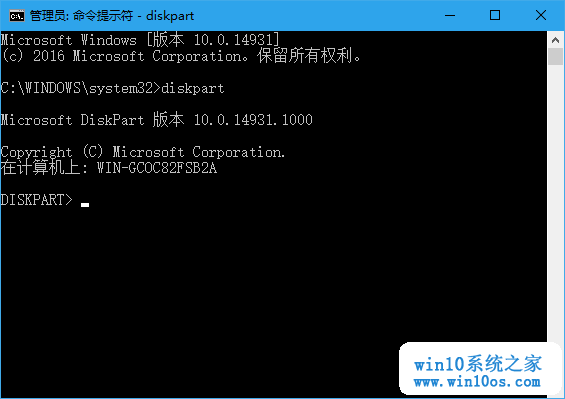 管理员: 命令提示符 - diskpart
Microsoft Windows [版本 10.0.14931]
(c) 2016 Microsoft Corporation。保留所有权利。
C:\WINDOWS\system32>diskpart
Microsoft DiskPart 版本 10.0.14931.1000
Copyright (C) Microsoft Corporation.
在计算机上: WIN-GCOC82FSB2A
DISKPART>
win10系统之家
www.win10os.com